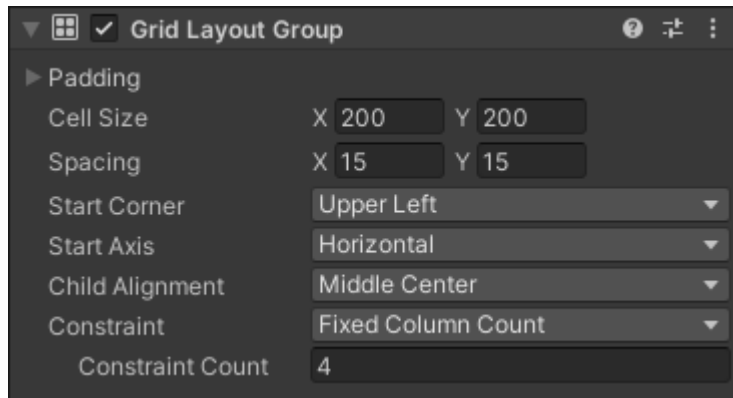 Grid Layout Group
Padding
Cell Size X 200 Y 200
Spacing X 15 Y 15
Start Corner Upper Left
Start Axis Horizontal
Child Alignment Middle Center
Constraint Fixed Column Count
Constraint Count 4